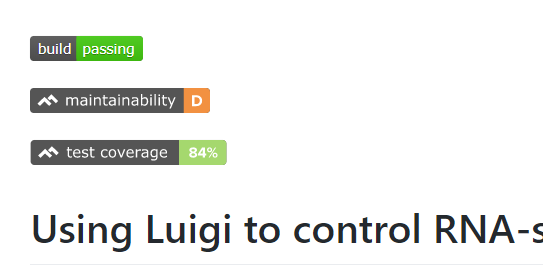 build passing
maintainability D
test coverage 84%
Using Luigi to control RNA-